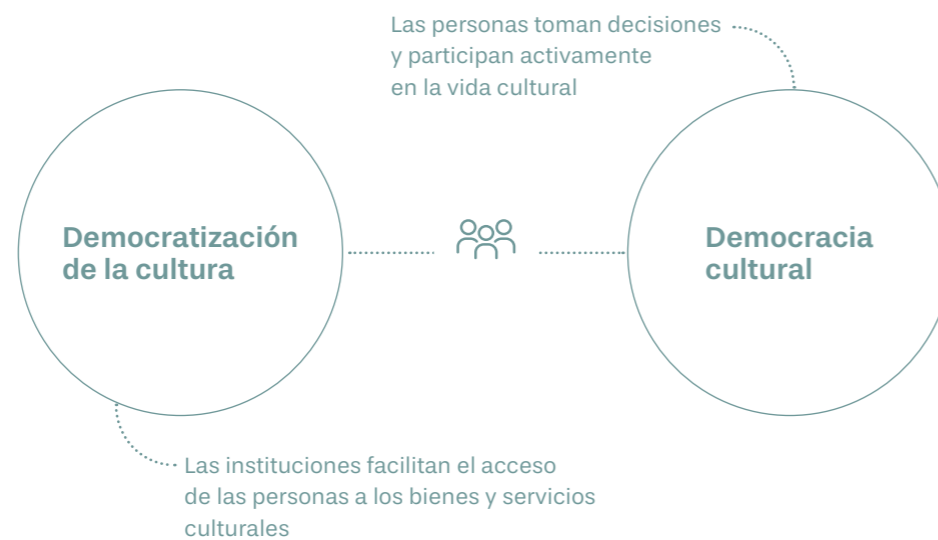 Las personas toman decisiones
y participan activamente
en la vida cultural
Democratización
de la cultura
Democracia
cultural
Las instituciones facilitan el acceso
de las personas a los bienes y servicios
culturales